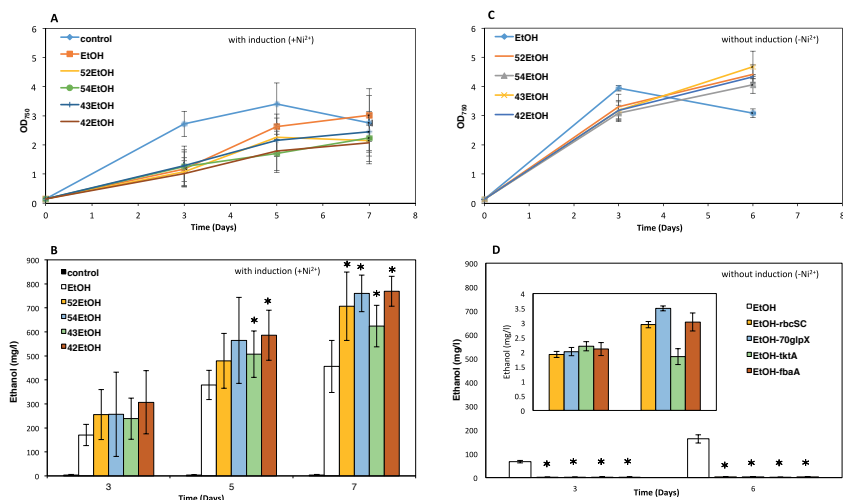 A
with induction (+Ni²⁺)
control
EtOH
52EtOH
54EtOH
43EtOH
42EtOH
OD₇₅₀
6
5
4
3
2
1
0
0 1 2 3 4 5 6 7 8
Time (Days)
C
without induction (-Ni²⁺)
EtOH
52EtOH
54EtOH
43EtOH
42EtOH
OD₇₅₀
6
5
4
3
2
1
0
0 1 2 3 4 5 6 7 8
Time (Days)
B
with induction (+Ni²⁺)
control
EtOH
52EtOH
54EtOH
43EtOH
42EtOH
Ethanol (mg/l)
900
800
700
600
500
400
300
200
100
0
* * * * * *
3 5 7
Time (Days)
D
without induction (-Ni²⁺)
EtOH
EtOH-rbcSC
EtOH-70glpX
EtOH-tktA
EtOH-fbaA
Ethanol (mg/l)
900
800
700
600
500
400
300
200
100
0
Ethanol (mg/l)
4
3.5
3
2.5
2
1.5
1
0.5
0
* * * * * * * *
3 6
Time (Days)